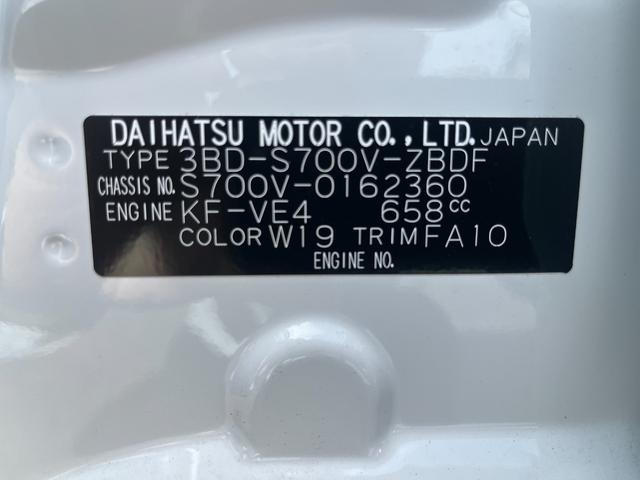 DAIHATSU MOTOR CO.,LTD. JAPAN
TYPE 3BD-S700V-ZBDF
CHASSIS NO. S700V-0162360
ENGINE KF-VE4 658cc
COLOR W19 TRIM FA10
ENGINE NO.